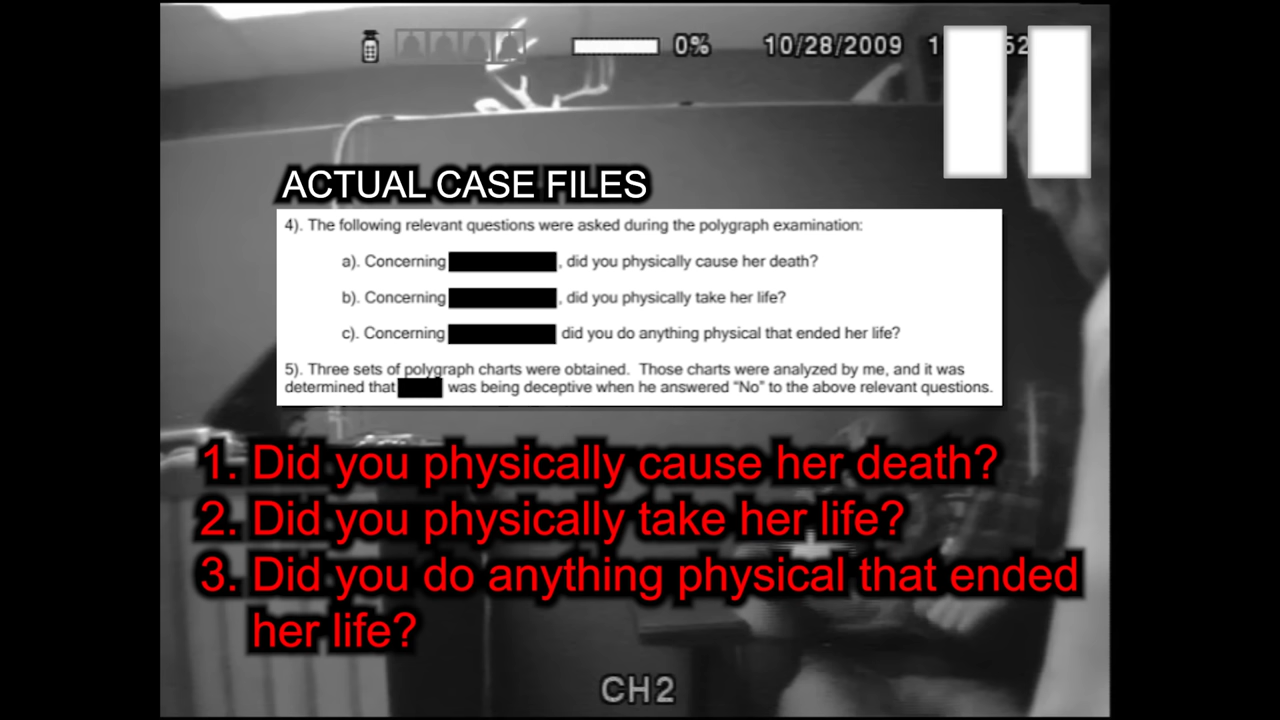 0% 10/28/2009
ACTUAL CASE FILES
4). The following relevant questions were asked during the polygraph examination:
a). Concerning , did you physically cause her death?
b). Concerning , did you physically take her life?
c). Concerning did you do anything physical that ended her life?
5). Three sets of polygraph charts were obtained. Those charts were analyzed by me, and it was
determined that was being deceptive when he answered “No” to the above relevant questions.
1. Did you physically cause her death?
2. Did you physically take her life?
3. Did you do anything physical that ended
her life?
CH2